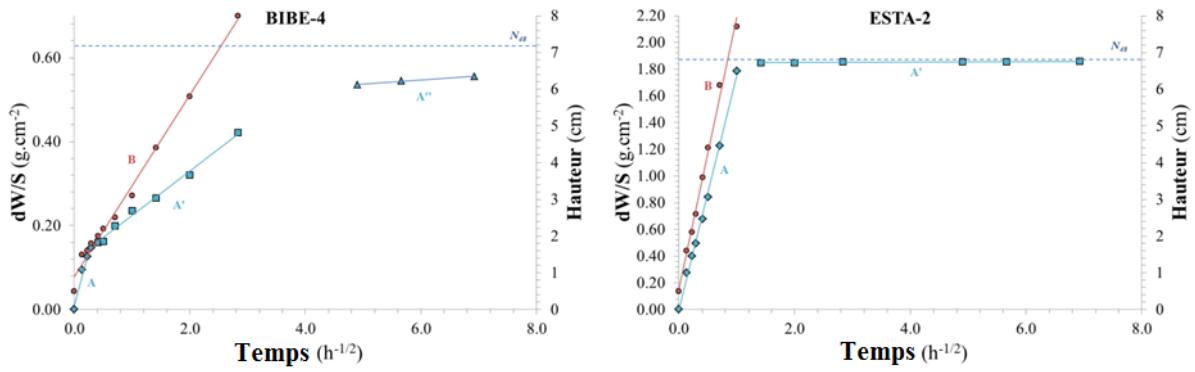 BIBE-4
dW/S (g.cm-2)
0.60
0.40
0.20
0.00
0.0
2.0
4.0
6.0
8.0
Temps (h-1/2)
Hauteur (cm)
8
7
6
5
4
3
2
1
0
N48
B
A
A'
A"
ESTA-2
dW/S (g.cm-2)
2.20
2.00
1.80
1.60
1.40
1.20
1.00
0.80
0.60
0.40
0.20
0.00
0.0
2.0
4.0
6.0
8.0
Temps (h-1/2)
Hauteur (cm)
8
7
6
5
4
3
2
1
0
N48
B
A
A'